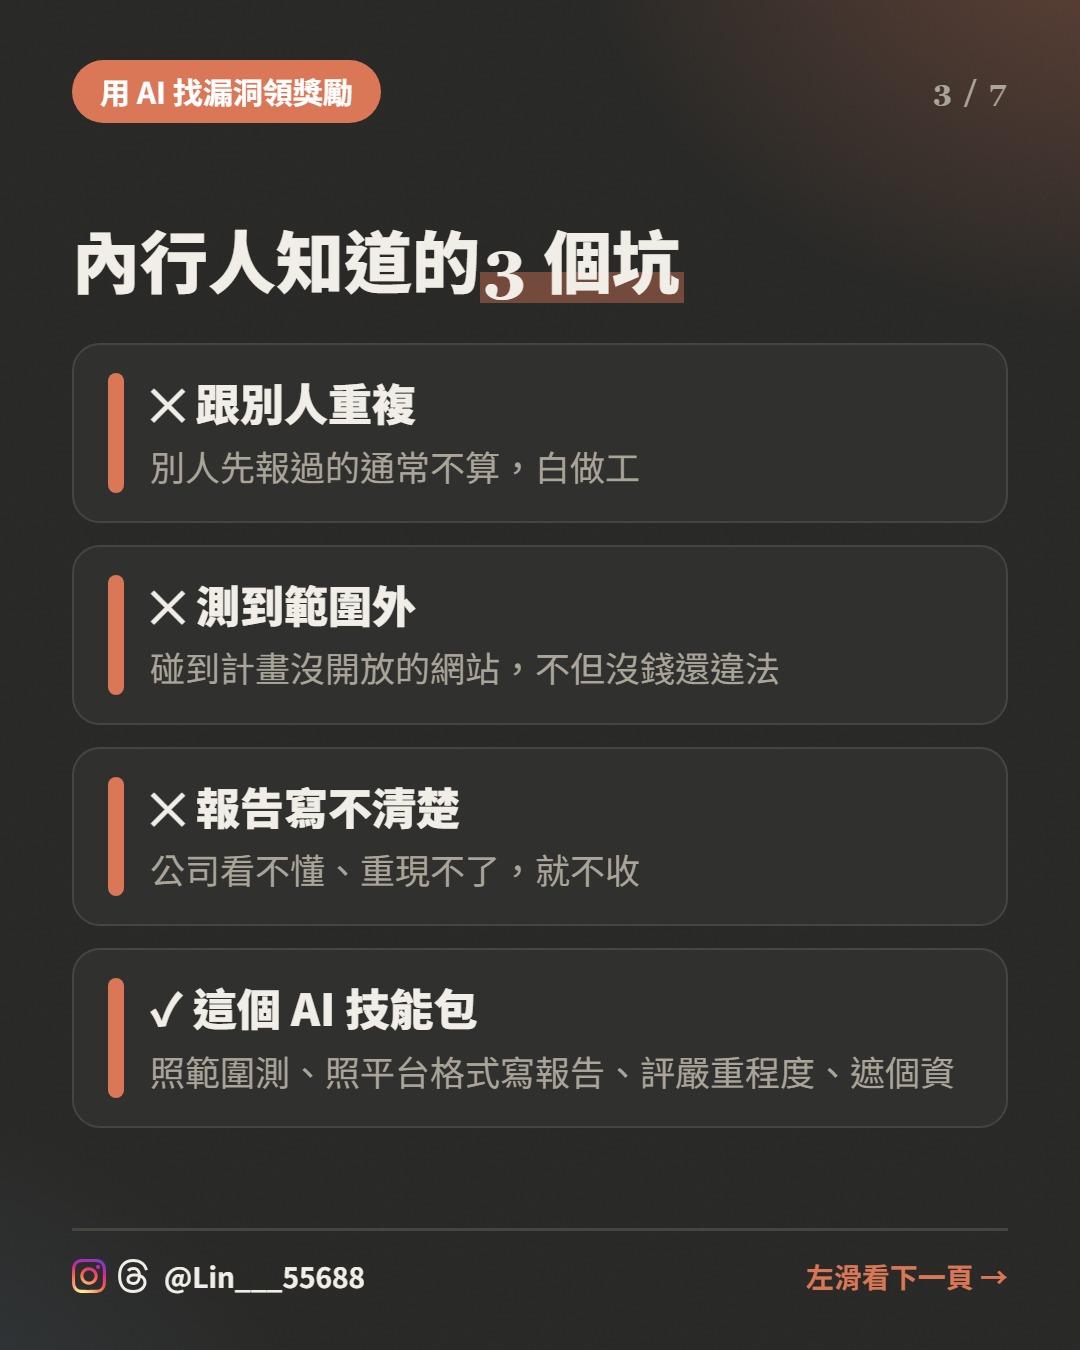 用 AI 找漏洞領獎勵
3 / 7
內行人知道的3 個坑
✕ 跟別人重複
別人先報過的通常不算，白做工
✕ 測到範圍外
碰到計畫沒開放的網站，不但沒錢還違法
✕ 報告寫不清楚
公司看不懂、重現不了，就不收
✓ 這個 AI 技能包
照範圍測、照平台格式寫報告、評嚴重程度、遮個資
@Lin___55688
左滑看下一頁 →